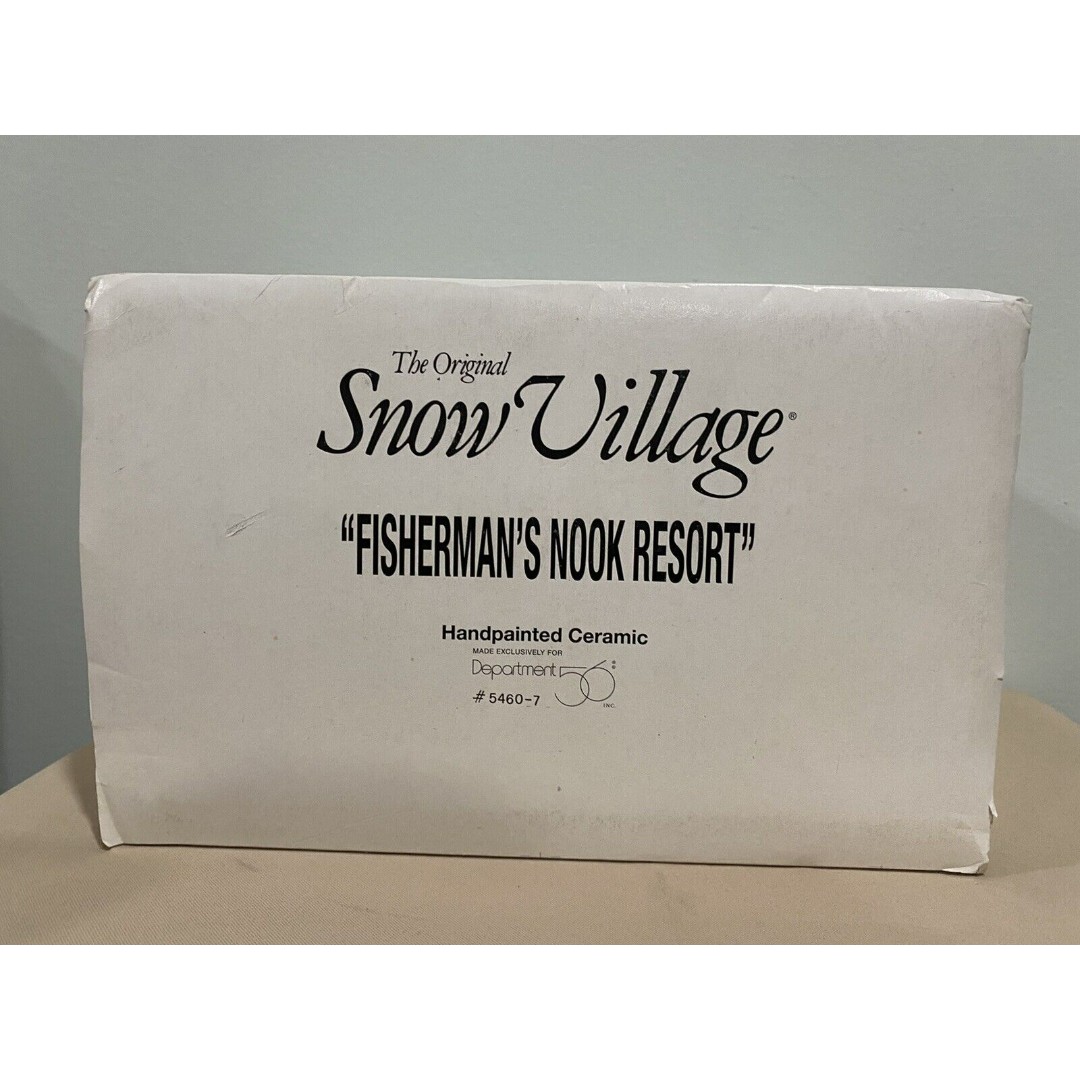 The Original
Snow Village®
“FISHERMAN’S NOOK RESORT”
Handpainted Ceramic
MADE EXCLUSIVELY FOR
Department 56®
# 5460-7 INC.